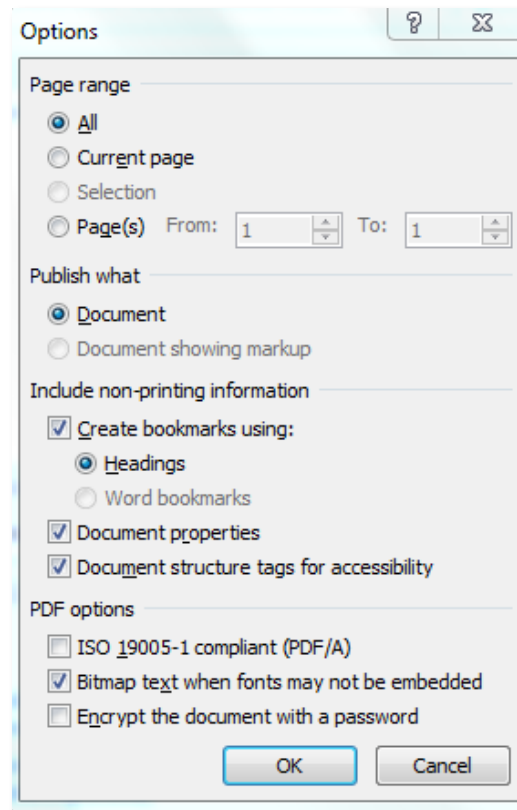 Options
Page range
All
Current page
Selection
Page(s) From: 1 To: 1
Publish what
Document
Document showing markup
Include non-printing information
Create bookmarks using:
Headings
Word bookmarks
Document properties
Document structure tags for accessibility
PDF options
ISO 19005-1 compliant (PDF/A)
Bitmap text when fonts may not be embedded
Encrypt the document with a password
OK Cancel